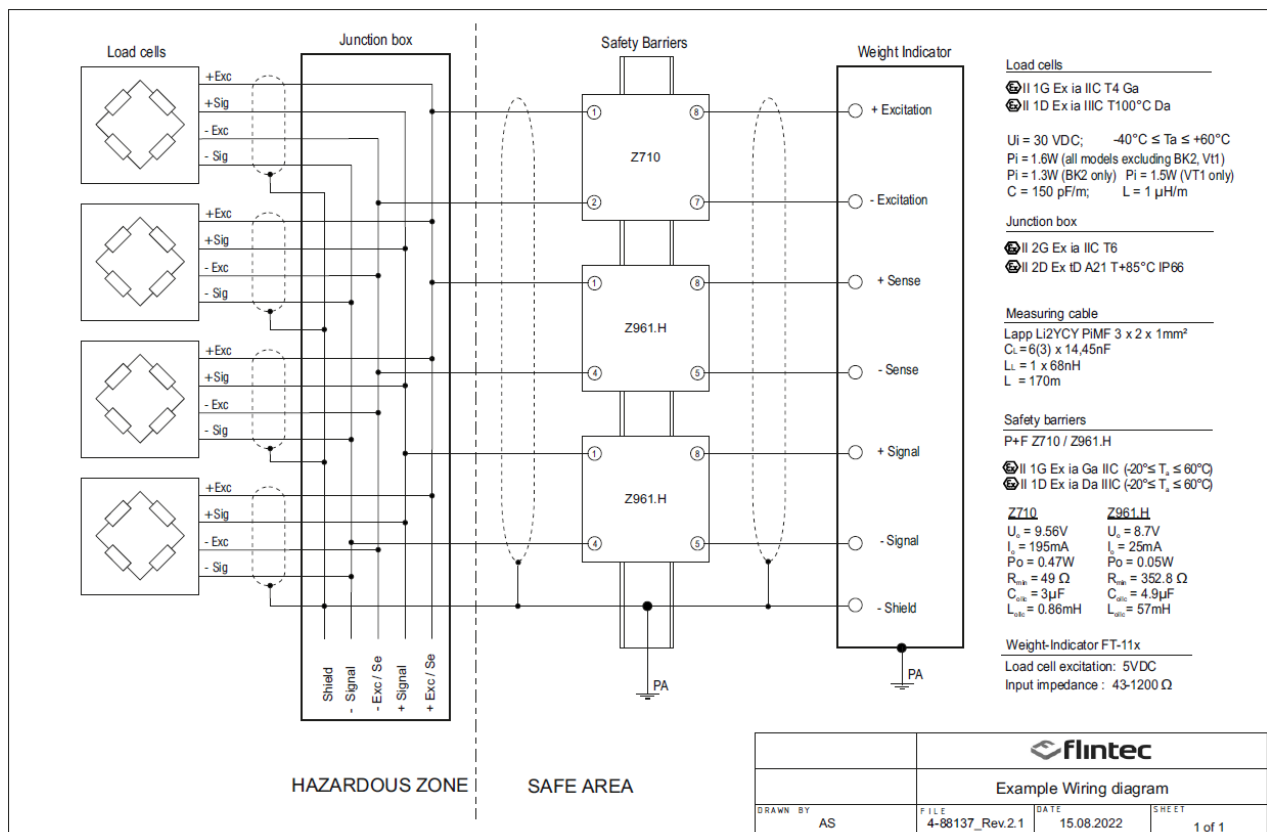 Load cells
Junction box
Safety Barriers
Weight Indicator
+Exc
+Sig
- Exc
- Sig
+Exc
+Sig
- Exc
- Sig
+Exc
+Sig
- Exc
- Sig
+Exc
+Sig
- Exc
- Sig
Shield
- Signal
- Exc / Se
+ Signal
+ Exc / Se
1
8
Z710
2
7
1
8
Z961.H
4
5
1
8
Z961.H
4
5
PA
+ Excitation
- Excitation
+ Sense
- Sense
+ Signal
- Signal
- Shield
PA
HAZARDOUS ZONE
SAFE AREA
Load cells
Ex II 1G Ex ia IIC T4 Ga
Ex II 1D Ex ia IIIC T100°C Da
Ui = 30 VDC; -40°C ≤ Ta ≤ +60°C
Pi = 1.6W (all models excluding BK2, Vt1)
Pi = 1.3W (BK2 only) Pi = 1.5W (VT1 only)
C = 150 pF/m; L = 1 µH/m
Junction box
Ex II 2G Ex ia IIC T6
Ex II 2D Ex tD A21 T+85°C IP66
Measuring cable
Lapp Li2YCY PiMF 3 x 2 x 1mm²
CL = 6(3) x 14,45nF
LL = 1 x 68nH
L = 170m
Safety barriers
P+F Z710 / Z961.H
Ex II 1G Ex ia Ga IIC (-20°≤ Ta ≤ 60°C)
Ex II 1D Ex ia Da IIIC (-20°≤ Ta ≤ 60°C)
Z710 Z961.H
Uo = 9.56V Uo = 8.7V
Io = 195mA Io = 25mA
Po = 0.47W Po = 0.05W
Rmin = 49 Ω Rmin = 352.8 Ω
CoIIC = 3µF CoIIC = 4.9µF
LoIIC = 0.86mH LoIIC = 57mH
Weight-Indicator FT-11x
Load cell excitation: 5VDC
Input impedance : 43-1200 Ω
flintec
Example Wiring diagram
DRAWN BY
AS
FILE
4-88137_Rev.2.1
DATE
15.08.2022
SHEET
1 of 1